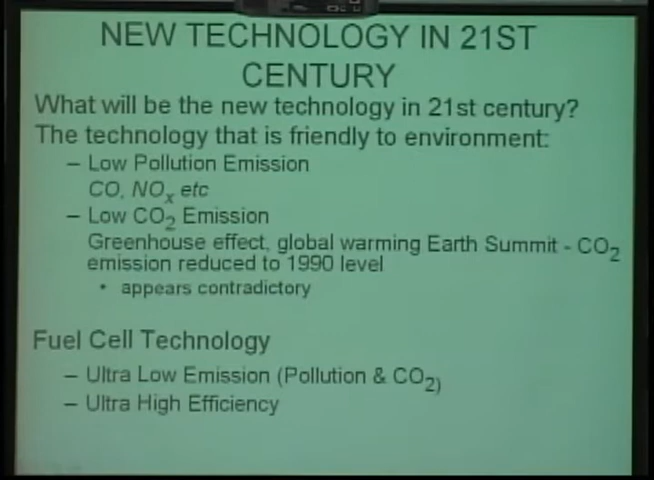 NEW TECHNOLOGY IN 21ST
CENTURY
What will be the new technology in 21st century?
The technology that is friendly to environment:
– Low Pollution Emission
CO, NOx etc
– Low CO2 Emission
Greenhouse effect, global warming Earth Summit - CO2
emission reduced to 1990 level
• appears contradictory
Fuel Cell Technology
– Ultra Low Emission (Pollution & CO2)
– Ultra High Efficiency